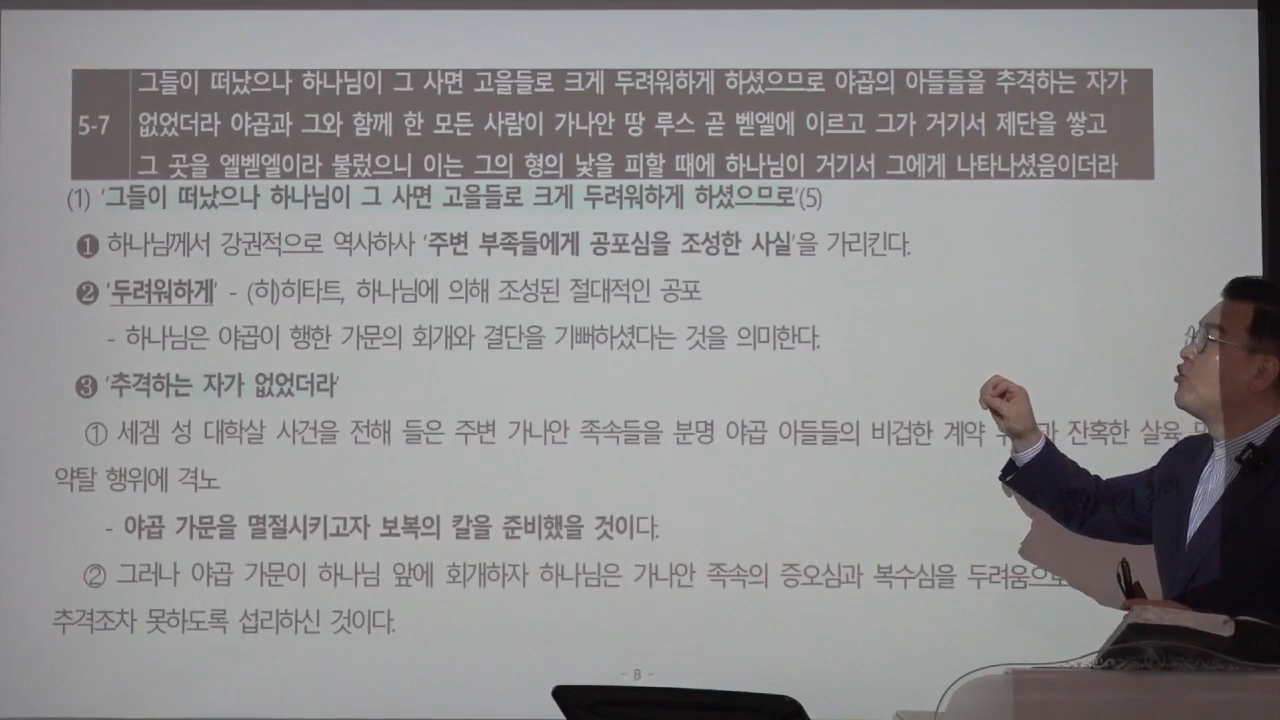 그들이 떠났으나 하나님이 그 사면 고을들로 크게 두려워하게 하셨으므로 야곱의 아들들을 추격하는 자가
5-7 없었더라 야곱과 그와 함께 한 모든 사람이 가나안 땅 루스 곧 벧엘에 이르고 그가 거기서 제단을 쌓고
그 곳을 엘벧엘이라 불렀으니 이는 그의 형의 낯을 피할 때에 하나님이 거기서 그에게 나타나셨음이더라
(1) '그들이 떠났으나 하나님이 그 사면 고을들로 크게 두려워하게 하셨으므로'(5)
❶ 하나님께서 강권적으로 역사하사 '주변 부족들에게 공포심을 조성한 사실'을 가리킨다.
❷ '두려워하게' - (히)히타트, 하나님에 의해 조성된 절대적인 공포
- 하나님은 야곱이 행한 가문의 회개와 결단을 기뻐하셨다는 것을 의미한다.
❸ '추격하는 자가 없었더라'
① 세겜 성 대학살 사건을 전해 들은 주변 가나안 족속들을 분명 야곱 아들들의 비겁한 계약 잔혹한 살육
약탈 행위에 격노
- 야곱 가문을 멸절시키고자 보복의 칼을 준비했을 것이다.
② 그러나 야곱 가문이 하나님 앞에 회개하자 하나님은 가나안 족속의 증오심과 복수심을
추격조차 못하도록 섭리하신 것이다.
- 8 -